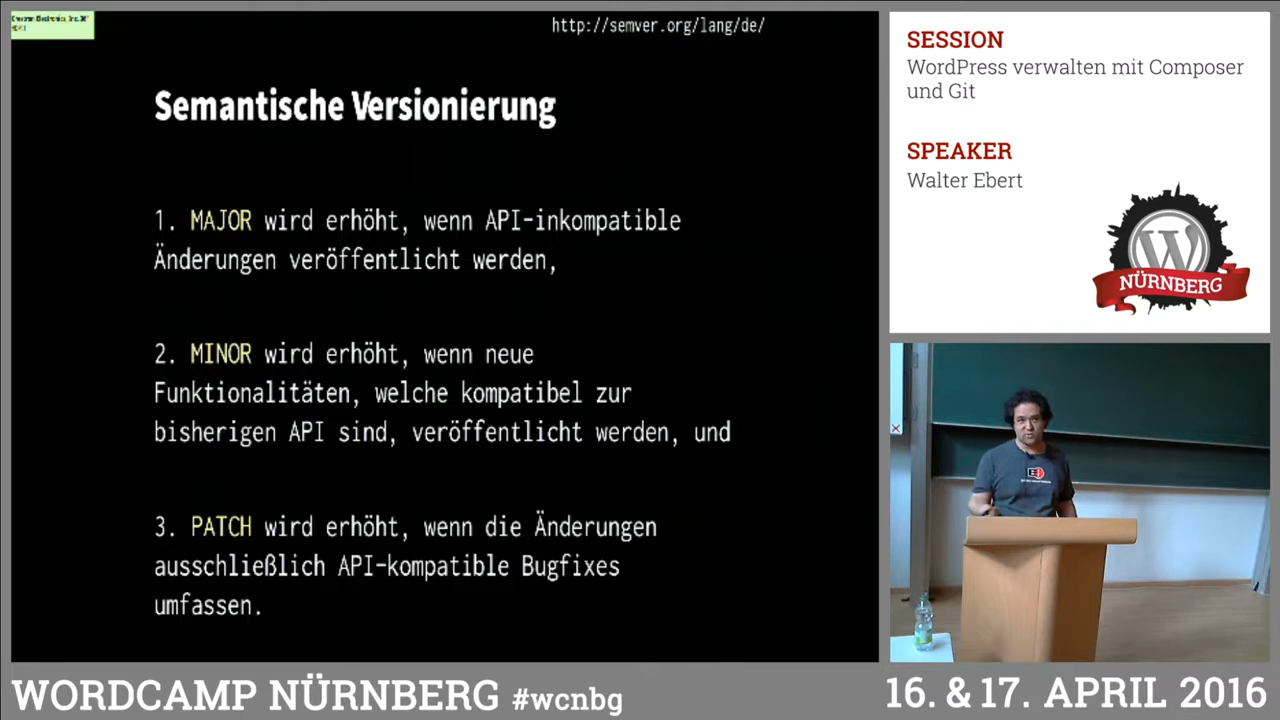 http://semver.org/lang/de/
Semantische Versionierung
1. MAJOR wird erhöht, wenn API-inkompatible
Änderungen veröffentlicht werden,
2. MINOR wird erhöht, wenn neue
Funktionalitäten, welche kompatibel zur
bisherigen API sind, veröffentlicht werden, und
3. PATCH wird erhöht, wenn die Änderungen
ausschließlich API-kompatible Bugfixes
umfassen.
SESSION
WordPress verwalten mit Composer
und Git
SPEAKER
Walter Ebert
W
NÜRNBERG
WORDCAMP NÜRNBERG #wcnbg
16. & 17. APRIL 2016